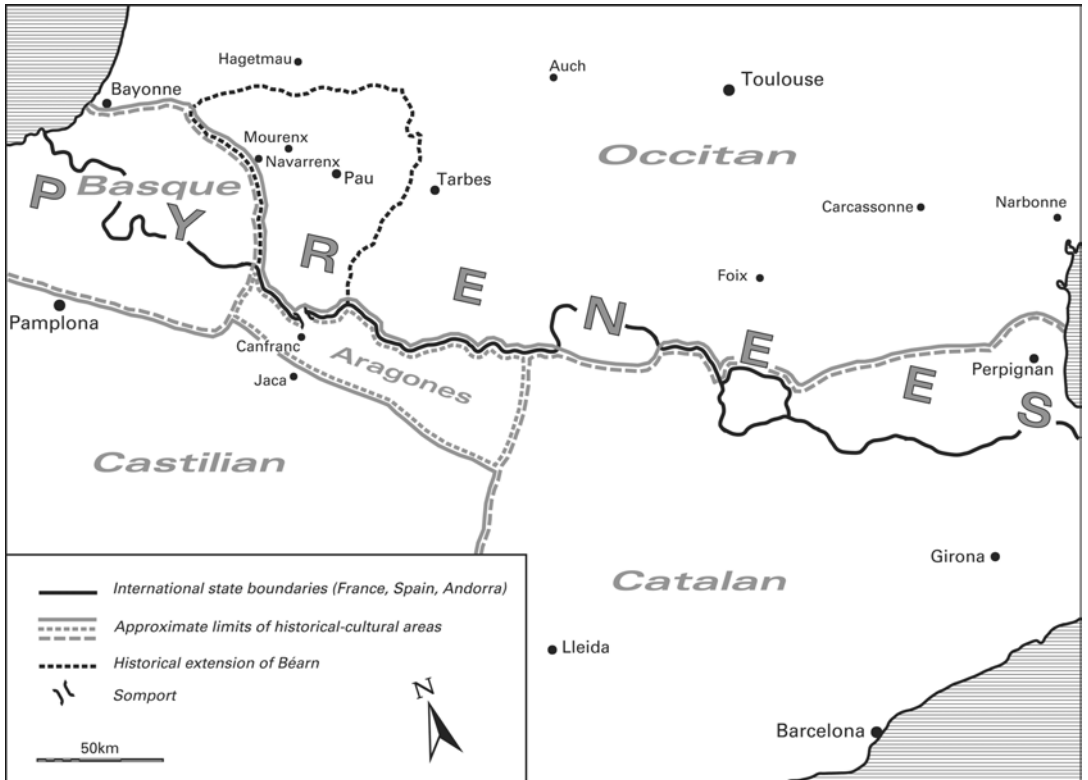 Hagetmau
Auch
Toulouse
Bayonne
Mourenx
Navarrenx
Pau
Tarbes
Occitan
Basque
Carcassonne
Narbonne
PYRENEES
Foix
Pamplona
Canfranc
Jaca
Aragones
Perpignan
Castilian
Catalan
Girona
Lleida
Barcelona
International state boundaries (France, Spain, Andorra)
Approximate limits of historical-cultural areas
Historical extension of Béarn
Somport
N
50km